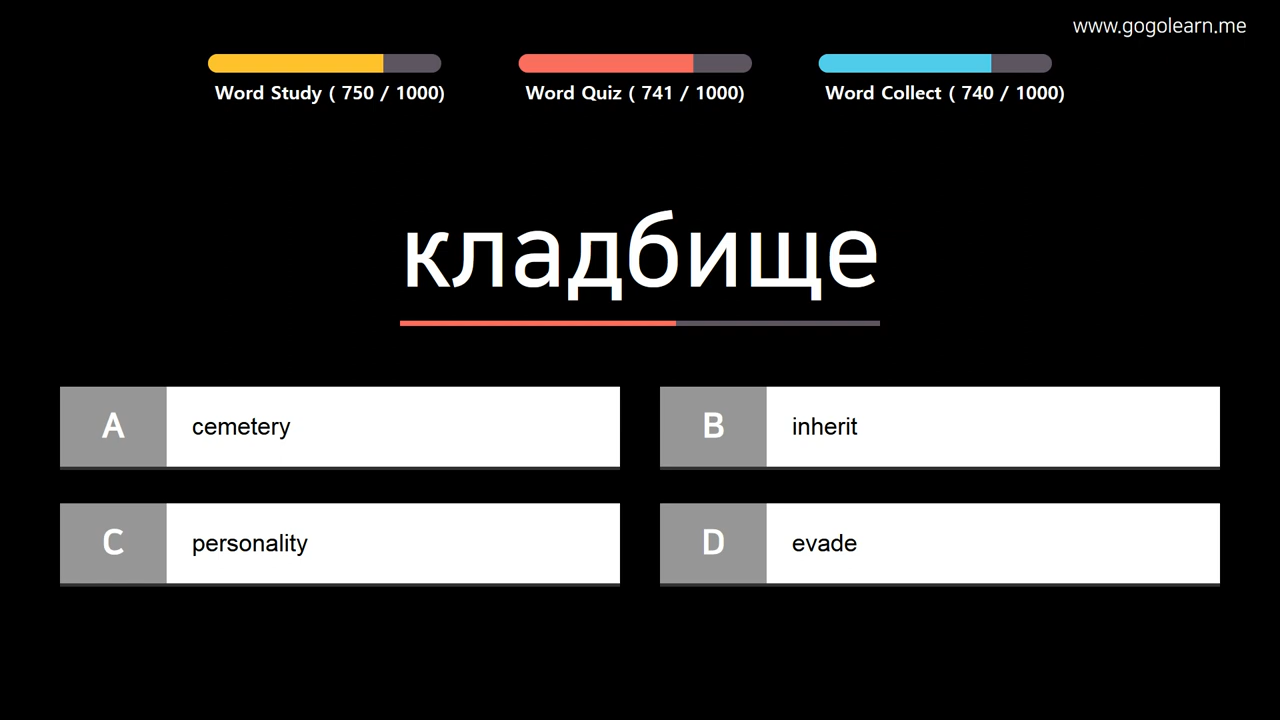 www.gogolearn.me
Word Study ( 750 / 1000)
Word Quiz ( 741 / 1000)
Word Collect ( 740 / 1000)
кладбище
A cemetery
B inherit
C personality
D evade